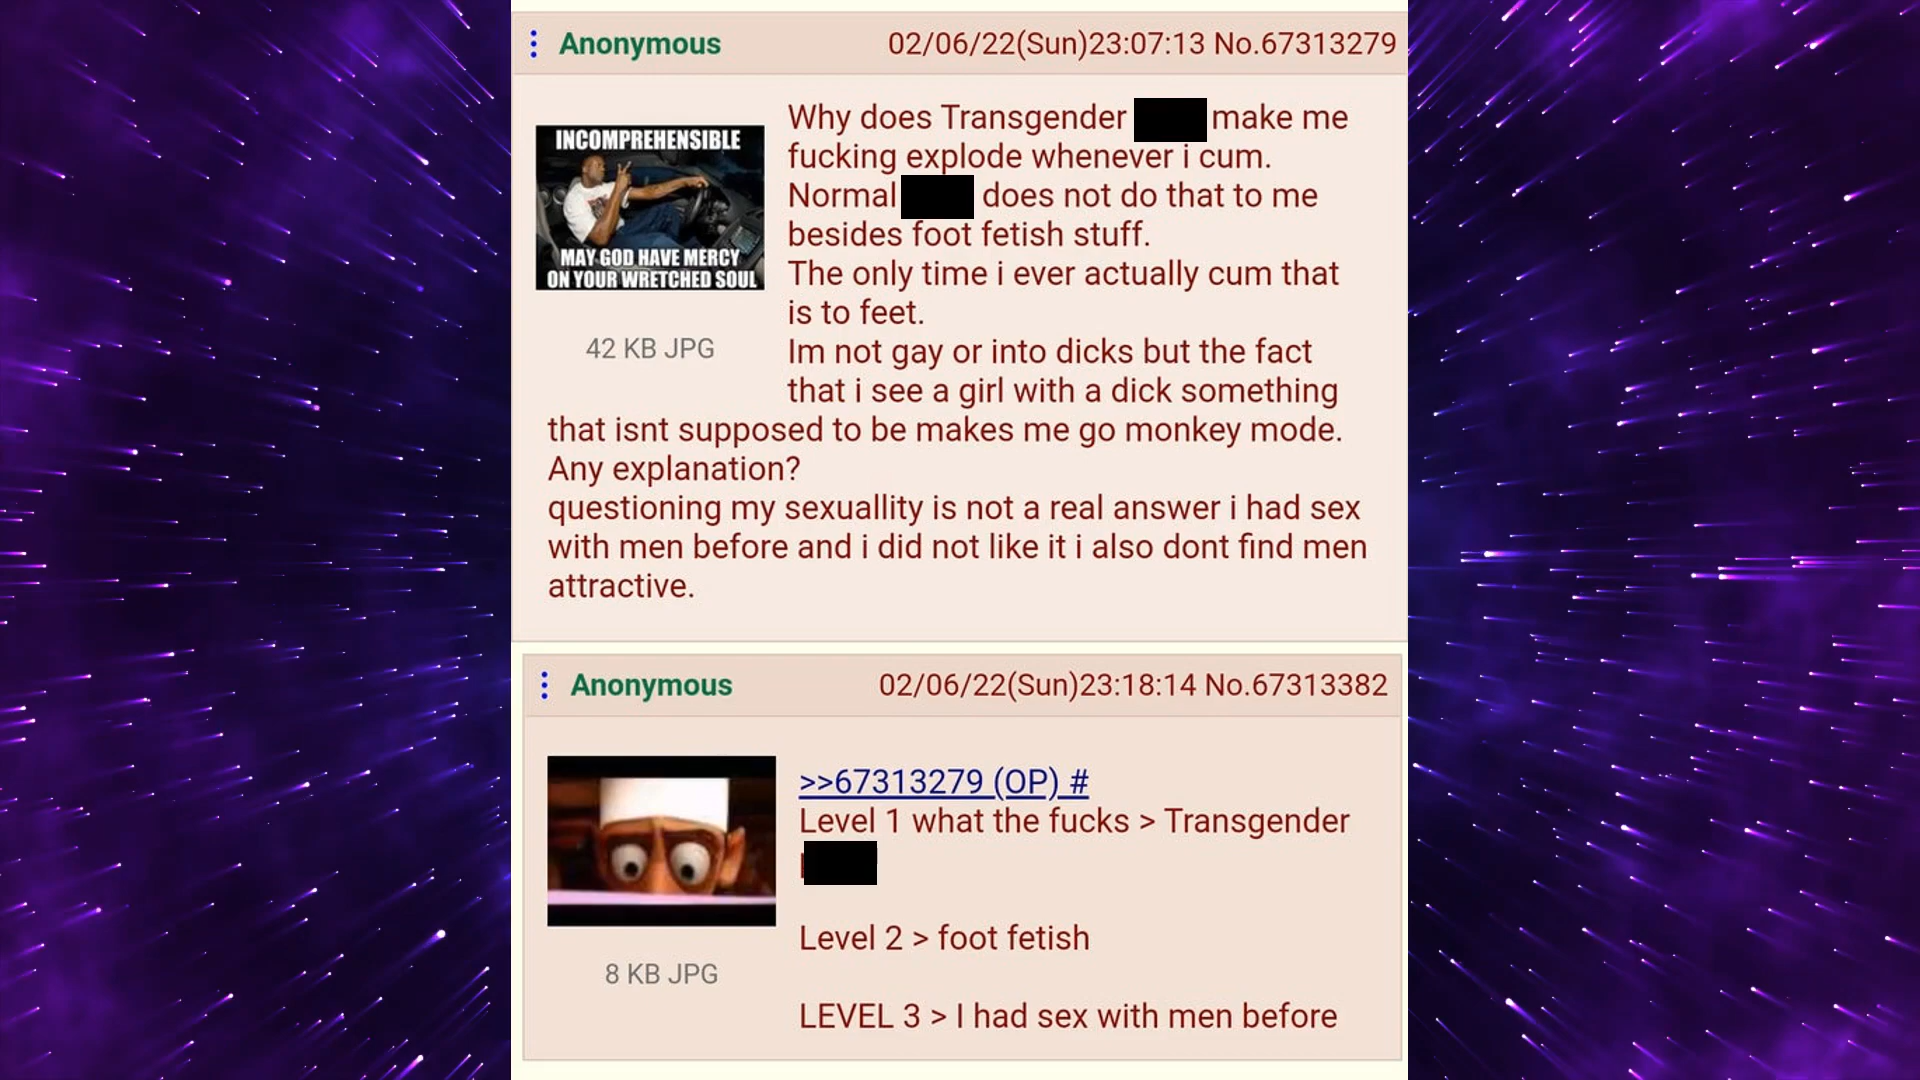 Anonymous 02/06/22(Sun)23:07:13 No.67313279
INCOMPREHENSIBLE
MAY GOD HAVE MERCY
ON YOUR WRETCHED SOUL
42 KB JPG
Why does Transgender make me
fucking explode whenever i cum.
Normal does not do that to me
besides foot fetish stuff.
The only time i ever actually cum that
is to feet.
Im not gay or into dicks but the fact
that i see a girl with a dick something
that isnt supposed to be makes me go monkey mode.
Any explanation?
questioning my sexuallity is not a real answer i had sex
with men before and i did not like it i also dont find men
attractive.
Anonymous 02/06/22(Sun)23:18:14 No.67313382
8 KB JPG
>>67313279 (OP) #
Level 1 what the fucks > Transgender
Level 2 > foot fetish
LEVEL 3 > I had sex with men before